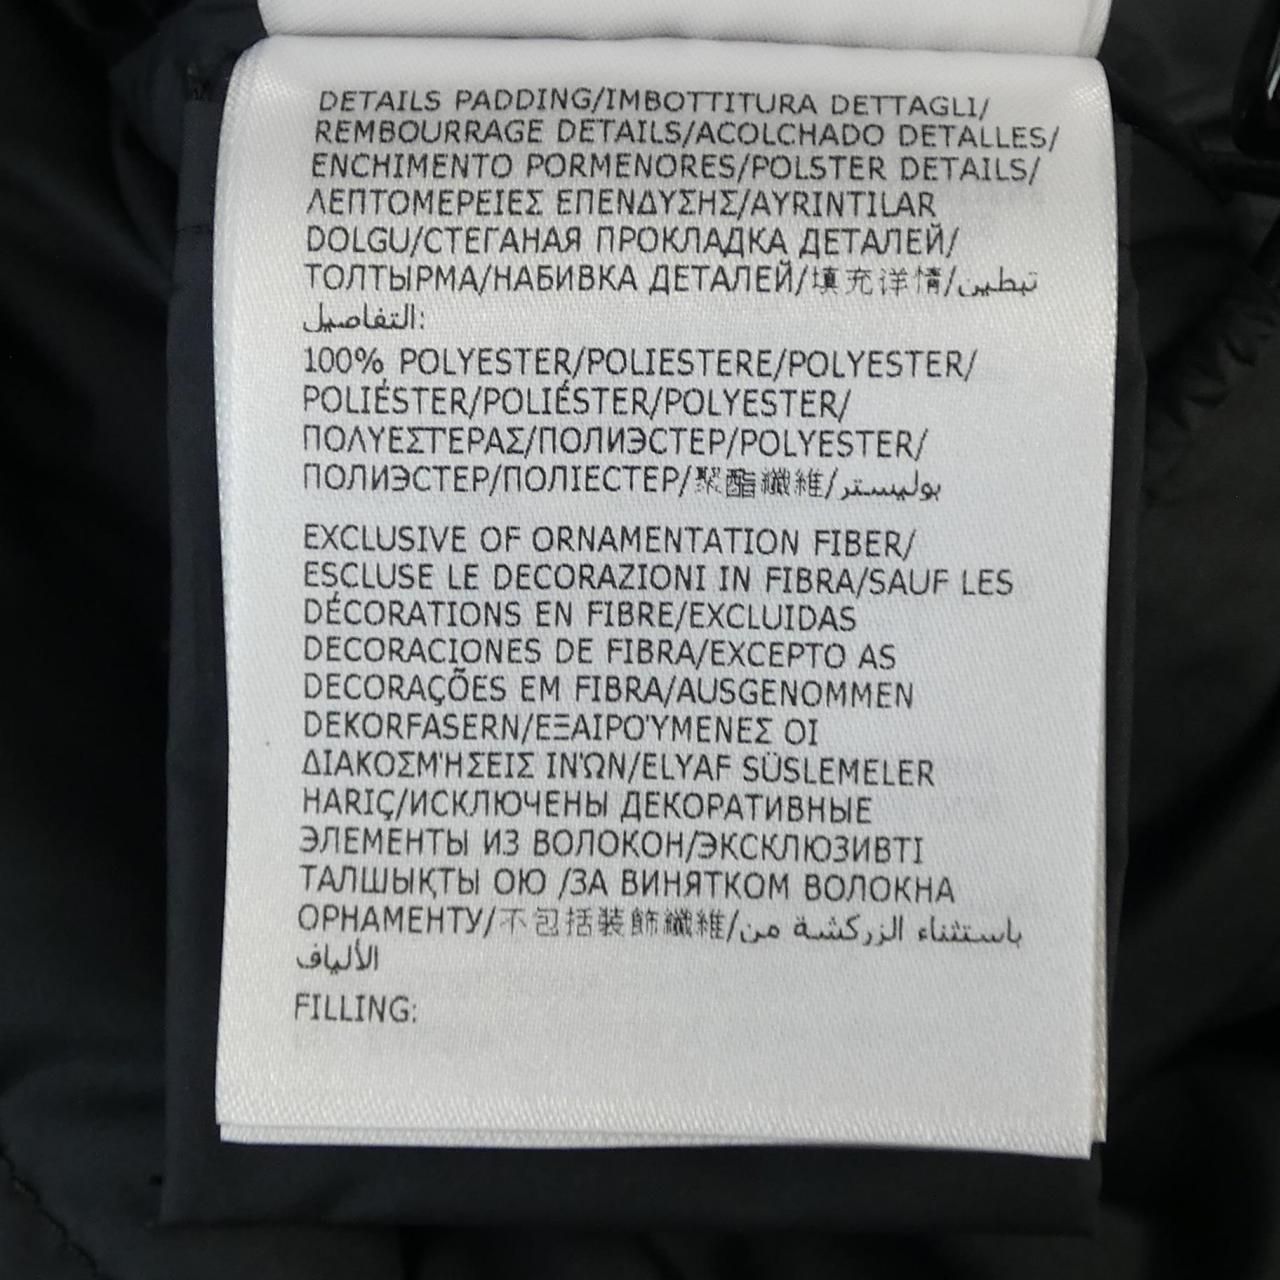 DETAILS PADDING/IMBOTTITURA DETTAGLI/
REMBOURRAGE DETAILS/ACOLCHADO DETALLES/
ENCHIMENTO PORMENORES/POLSTER DETAILS/
ΛΕΠΤΟΜΕΡΕΙΕΣ ΕΠΕΝΔΥΣΗΣ/AYRINTILAR
DOLGU/СТЕГАНАЯ ПРОКЛАДКА ДЕТАЛЕЙ/
ТОЛТЫРМА/НАБИВКА ДЕТАЛЕЙ/填充详情/تبطين
التفاصيل:
100% POLYESTER/POLIESTERE/POLYESTER/
POLIÉSTER/POLIÉSTER/POLYESTER/
ΠΟΛΥΕΣΤΕΡΑΣ/ПОЛИЭСТЕР/POLYESTER/
ПОЛИЭСТЕР/ПОЛІЕСТЕР/聚酯纖維/بوليستر
EXCLUSIVE OF ORNAMENTATION FIBER/
ESCLUSE LE DECORAZIONI IN FIBRA/SAUF LES
DÉCORATIONS EN FIBRE/EXCLUIDAS
DECORACIONES DE FIBRA/EXCEPTO AS
DECORAÇÕES EM FIBRA/AUSGENOMMEN
DEKORFASERN/ΕΞΑΙΡΟΎΜΕΝΕΣ ΟΙ
ΔΙΑΚΟΣΜΉΣΕΙΣ ΙΝΏΝ/ELYAF SÜSLEMELER
HARIÇ/ИСКЛЮЧЕНЫ ДЕКОРАТИВНЫЕ
ЭЛЕМЕНТЫ ИЗ ВОЛОКОН/ЭКСКЛЮЗИВТІ
ТАЛШЫҚТЫ ОЮ /ЗА ВИНЯТКОМ ВОЛОКНА
ОРНАМЕНТУ/不包括裝飾纖維/باستثناء الزركشة من
الألياف
FILLING: